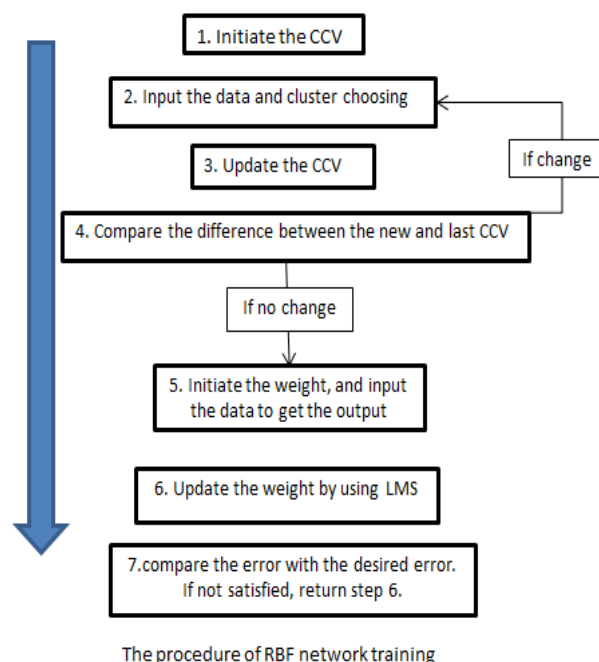 1. Initiate the CCV
2. Input the data and cluster choosing
If change
3. Update the CCV
4. Compare the difference between the new and last CCV
If no change
5. Initiate the weight, and input
the data to get the output
6. Update the weight by using LMS
7.compare the error with the desired error.
If not satisfied, return step 6.
The procedure of RBF network training